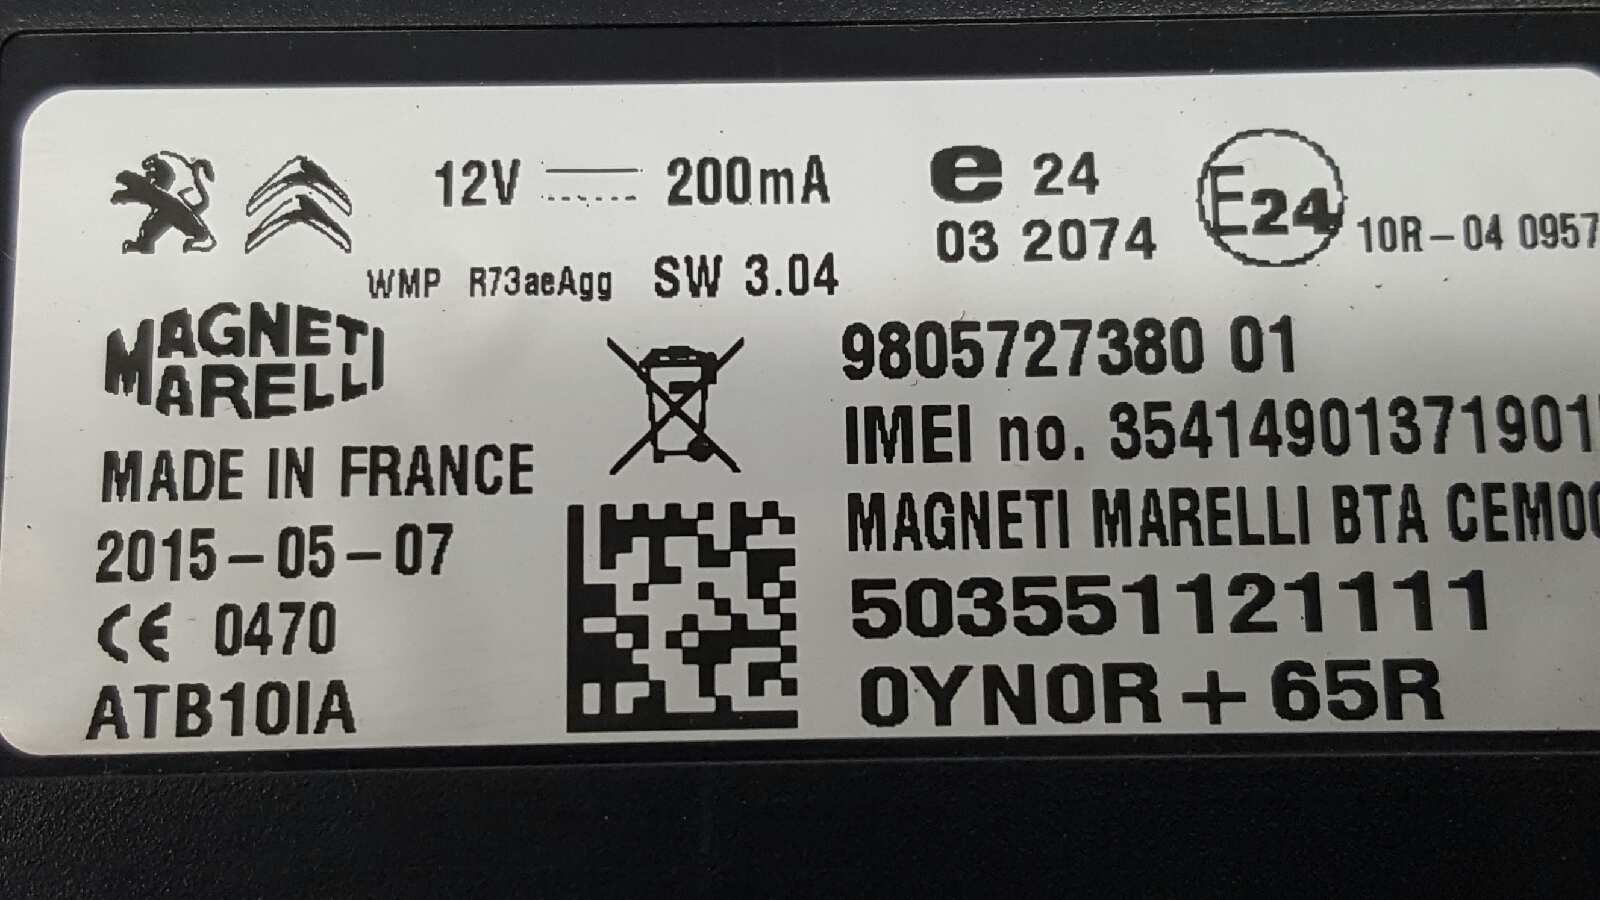 12V 200mA
e 24
03 2074
E24 10R-04 0957
WMP R73aeAgg SW 3.04
MAGNETI
MARELLI
MADE IN FRANCE
2015-05-07
CE 0470
ATB10IA
9805727380 01
IMEI no. 35414901371901
MAGNETI MARELLI BTA CEMO
503551121111
0YN0R+65R